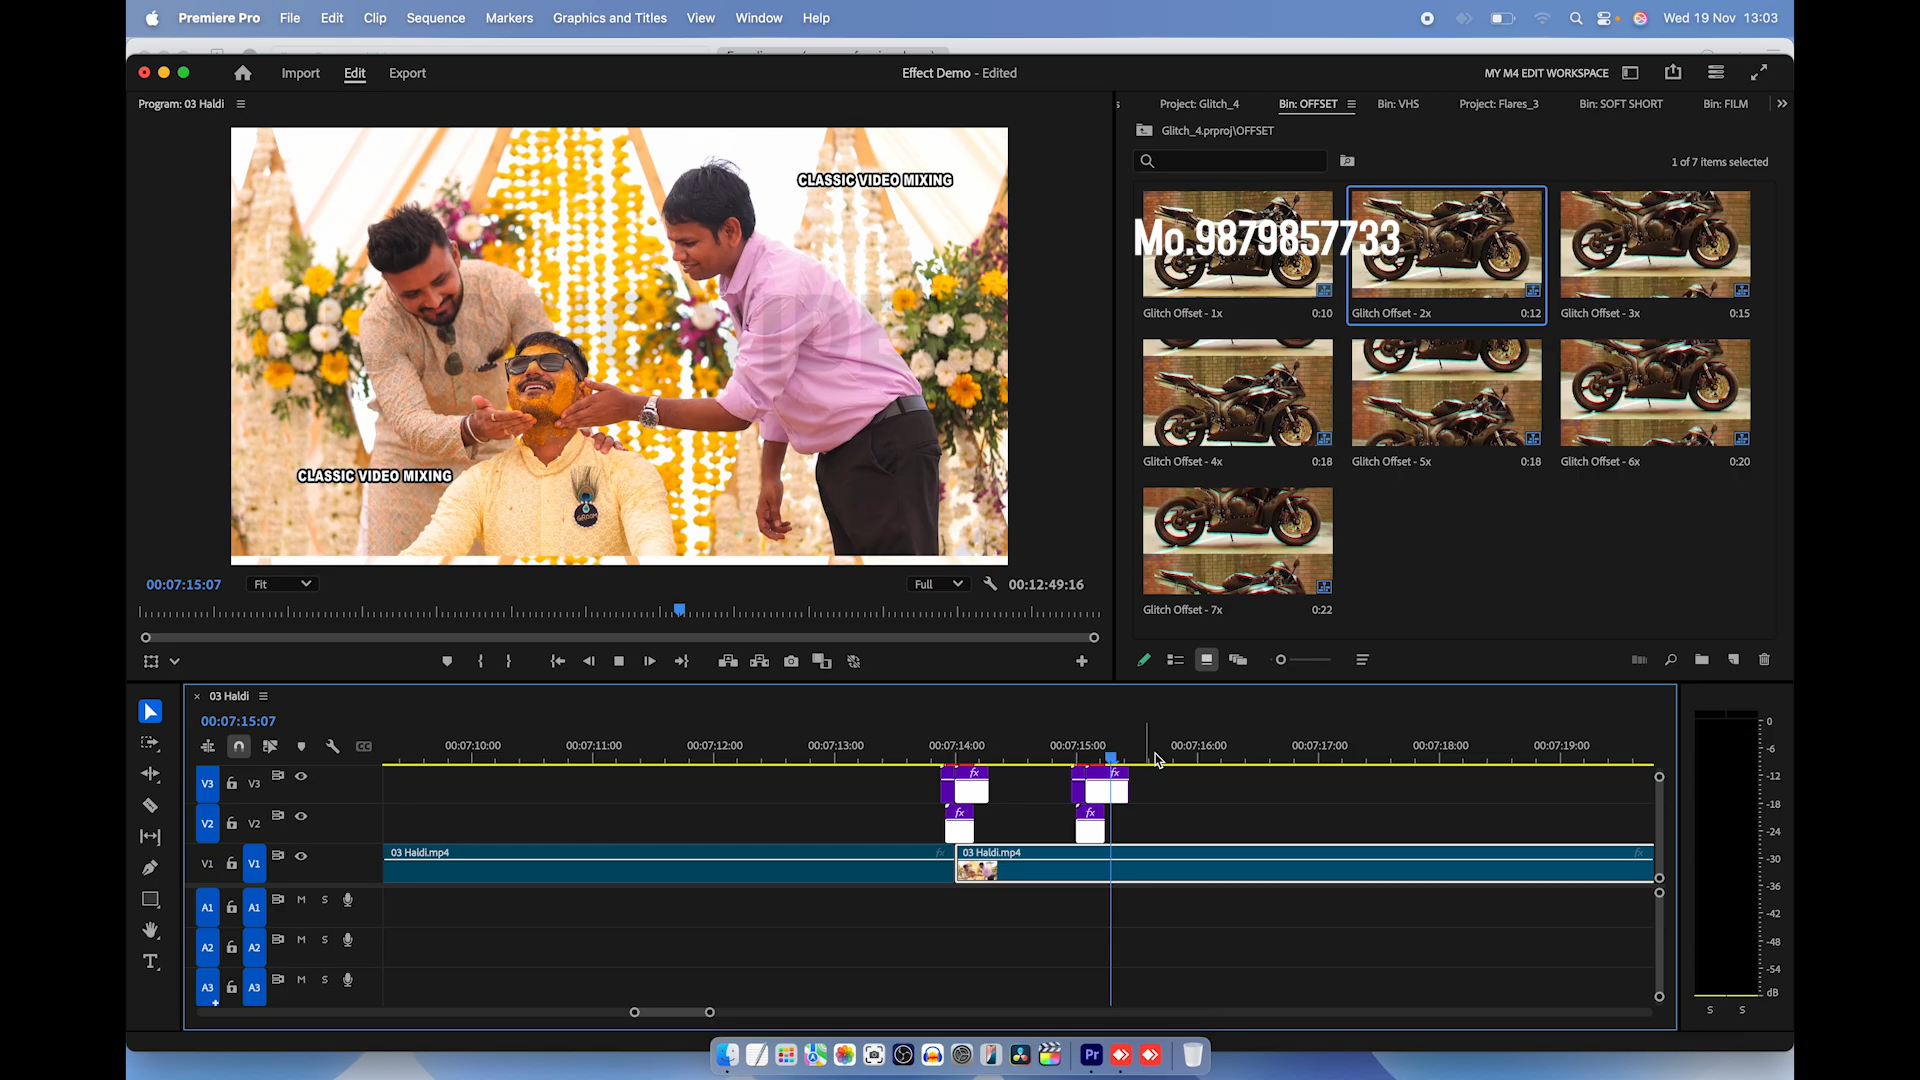 Premiere Pro File Edit Clip Sequence Markers Graphics and Titles View Window Help Wed 19 Nov 13:03
Import Edit Export Effect Demo - Edited MY M4 EDIT WORKSPACE
Program: 03 Haldi
Project: Glitch_4 Bin: OFFSET Bin: VHS Project: Flares_3 Bin: SOFT SHORT Bin: FILM
Glitch_4.prproj\OFFSET
1 of 7 items selected
CLASSIC VIDEO MIXING
Mo.9879857733
Glitch Offset - 1x 0:10 Glitch Offset - 2x 0:12 Glitch Offset - 3x 0:15
Glitch Offset - 4x 0:18 Glitch Offset - 5x 0:18 Glitch Offset - 6x 0:20
CLASSIC VIDEO MIXING
GROOM
Glitch Offset - 7x 0:22
00:07:15:07 Fit Full 00:12:49:16
03 Haldi
00:07:15:07
00:07:10:00 00:07:11:00 00:07:12:00 00:07:13:00 00:07:14:00 00:07:15:00 00:07:16:00 00:07:17:00 00:07:18:00 00:07:19:00
CC
V3 V3 fx fx
V2 V2 fx fx
V1 V1 03 Haldi.mp4 fx 03 Haldi.mp4 fx
A1 A1 M S
A2 A2 M S
A3 A3 M S
0
-6
-12
-18
-24
-30
-36
-42
-48
-54
dB
S S
Pr